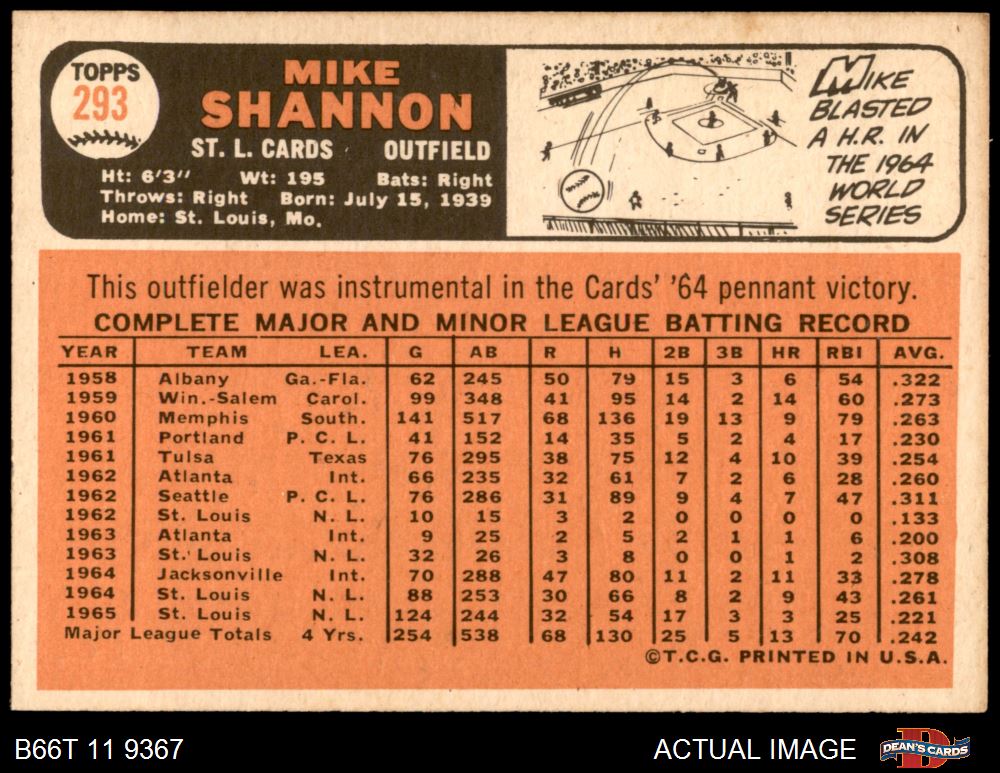 TOPPS
293
MIKE
SHANNON
ST. L. CARDS OUTFIELD
Ht: 6'3" Wt: 195 Bats: Right
Throws: Right Born: July 15, 1939
Home: St. Louis, Mo.
MIKE
BLASTED
A H.R. IN
THE 1964
WORLD
SERIES
This outfielder was instrumental in the Cards' '64 pennant victory.
COMPLETE MAJOR AND MINOR LEAGUE BATTING RECORD
YEAR TEAM LEA. G AB R H 2B 3B HR RBI AVG.
1958 Albany Ga.-Fla. 62 245 50 79 15 3 6 54 .322
1959 Win.-Salem Carol. 99 348 41 95 14 2 14 60 .273
1960 Memphis South. 141 517 68 136 19 13 9 79 .263
1961 Portland P. C. L. 41 152 14 35 5 2 4 17 .230
1961 Tulsa Texas 76 295 38 75 12 4 10 39 .254
1962 Atlanta Int. 66 235 32 61 7 2 6 28 .260
1962 Seattle P. C. L. 76 286 31 89 9 4 7 47 .311
1962 St. Louis N. L. 10 15 3 2 0 0 0 0 .133
1963 Atlanta Int. 9 25 2 5 2 1 1 6 .200
1963 St. Louis N. L. 32 26 3 8 0 0 1 2 .308
1964 Jacksonville Int. 70 288 47 80 11 2 11 33 .278
1964 St. Louis N. L. 88 253 30 66 8 2 9 43 .261
1965 St. Louis N. L. 124 244 32 54 17 3 3 25 .221
Major League Totals 4 Yrs. 254 538 68 130 25 5 13 70 .242
©T.C.G. PRINTED IN U.S.A.
B66T 11 9367 ACTUAL IMAGE DEAN'S CARDS